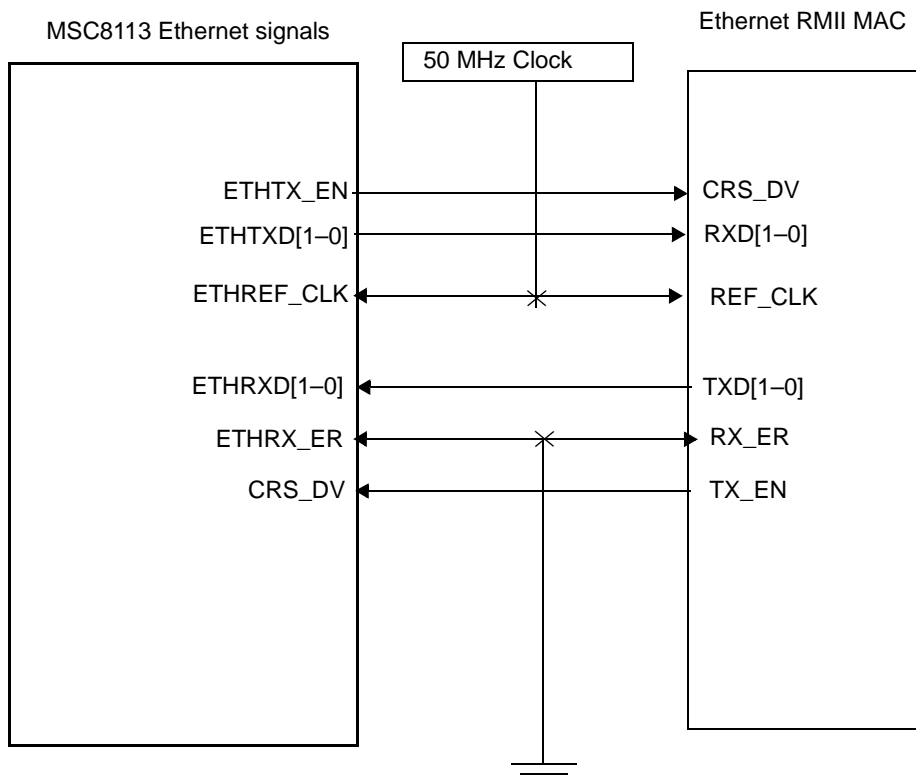 MSC8113 Ethernet signals
Ethernet RMII MAC
50 MHz Clock
ETHTX_EN
CRS_DV
ETHTXD[1–0]
RXD[1–0]
ETHREF_CLK
REF_CLK
ETHRXD[1–0]
TXD[1–0]
ETHRX_ER
RX_ER
CRS_DV
TX_EN